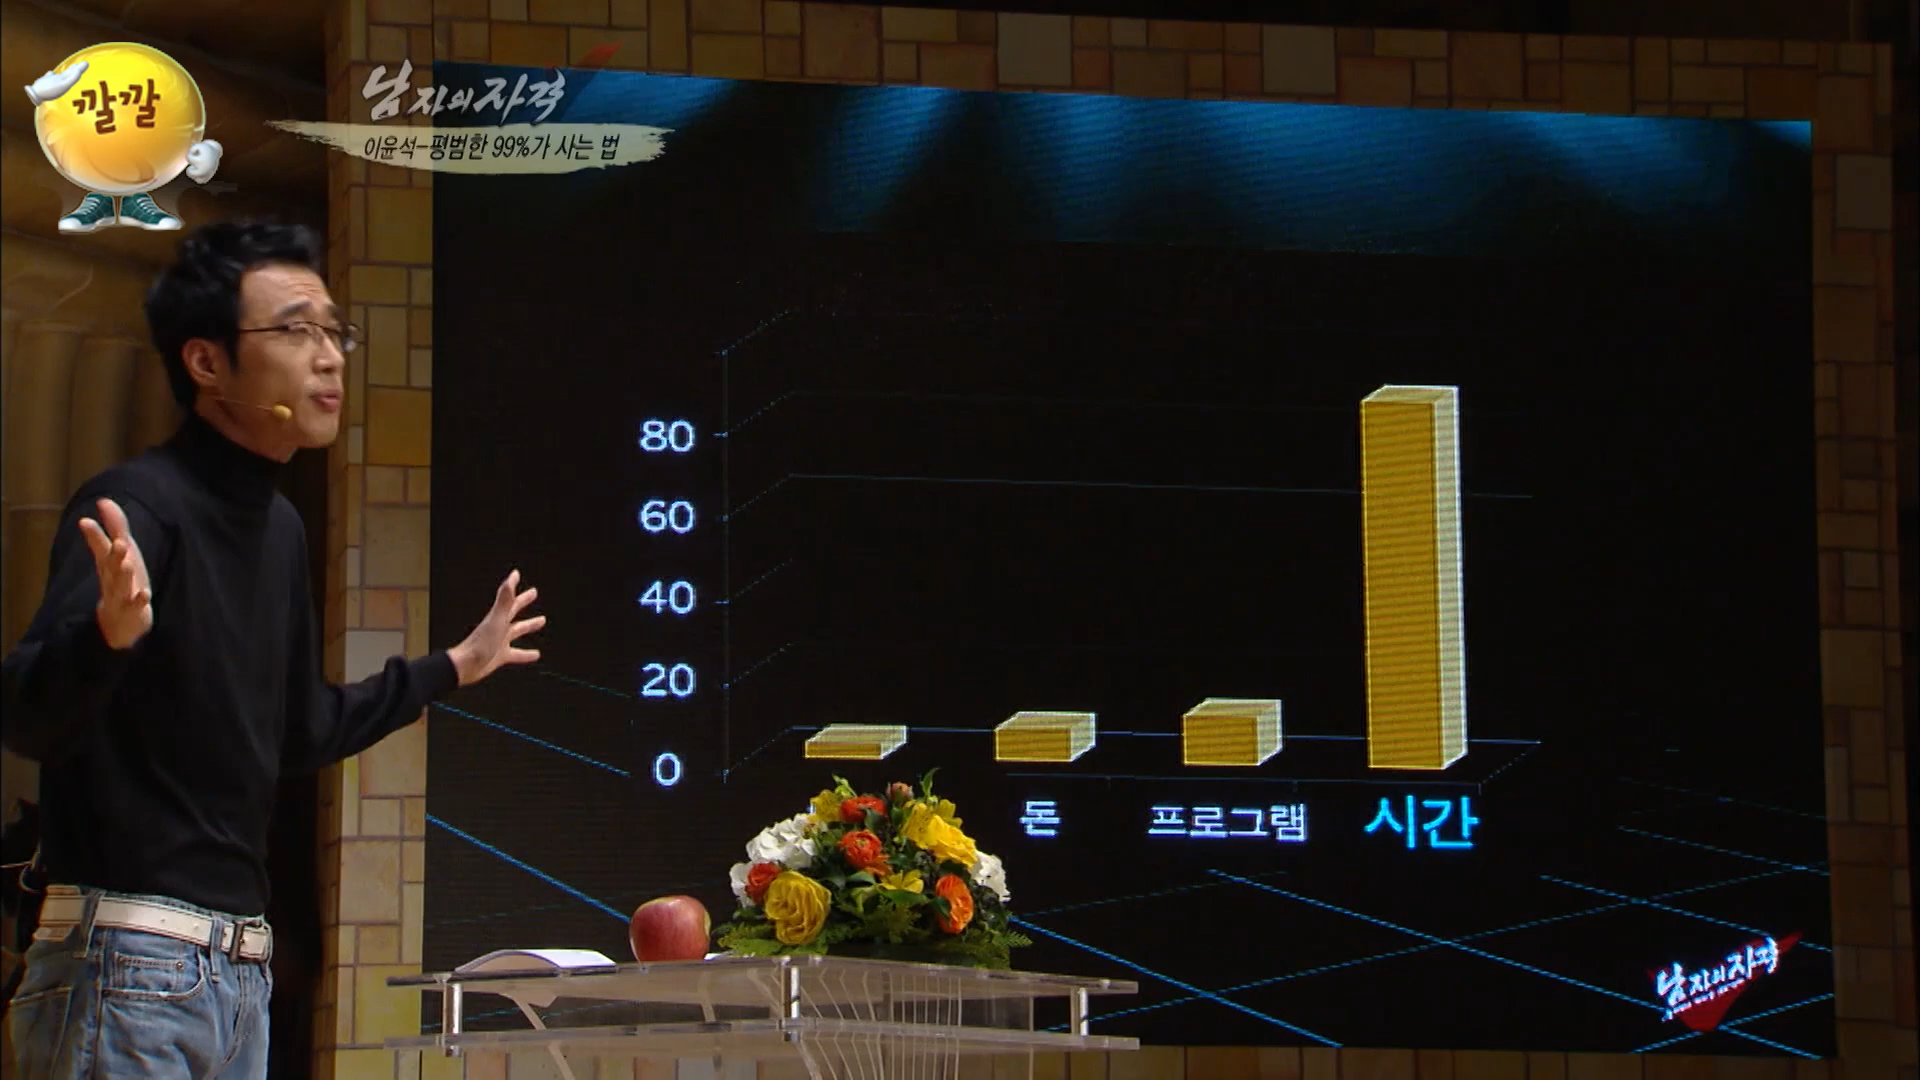 깔깔
남자의 자격
이윤석-평범한 99%가 사는 법
80
60
40
20
0
돈 프로그램 시간
남자의 자격